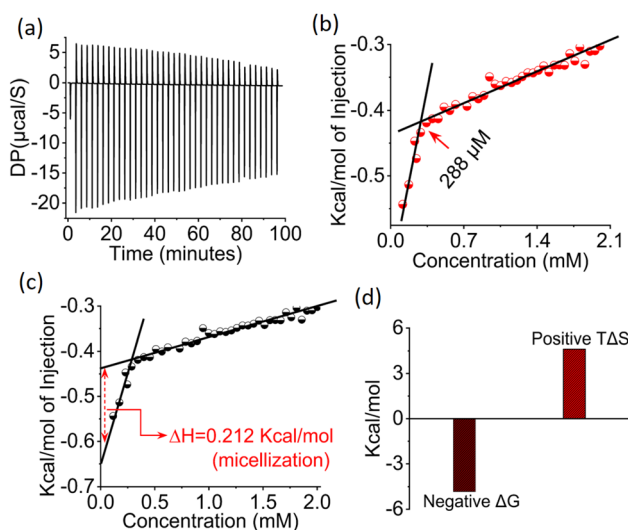 (a)
DP(µcal/S)
5
0
-5
-10
-15
-20
0 20 40 60 80 100
Time (minutes)
(b)
Kcal/mol of Injection
-0.3
-0.4
-0.5
288 µM
0.0 0.7 1.4 2.1
Concentration (mM)
(c)
Kcal/mol of Injection
-0.3
-0.4
-0.5
-0.6
-0.7
ΔH=0.212 Kcal/mol
(micellization)
0.0 0.5 1.0 1.5 2.0
Concentration (mM)
(d)
Kcal/mol
6
3
0
-3
-6
Positive TΔS
Negative ΔG